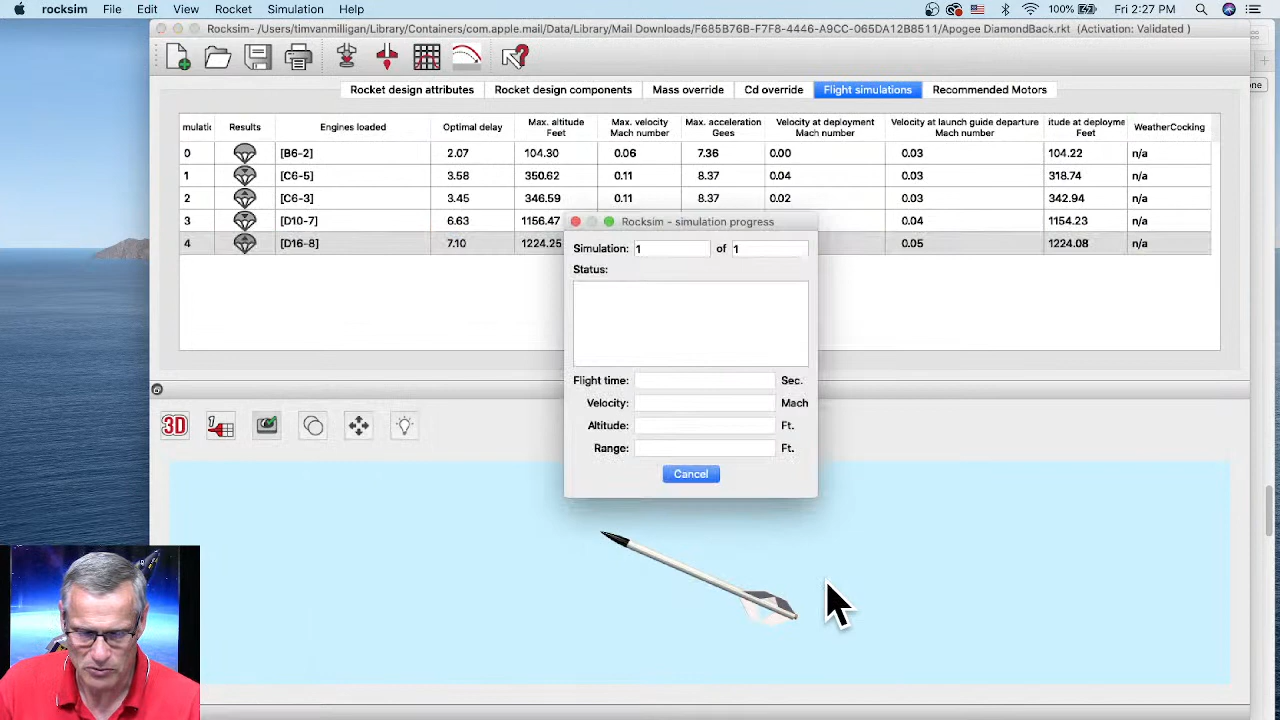 rocksim File Edit View Rocket Simulation Help 100% Fri 2:27 PM
Rocksim- /Users/timvanmilligan/Library/Containers/com.apple.mail/Data/Library/Mail Downloads/F685B76B-F7F8-4446-A9CC-065DA12B8511/Apogee DiamondBack.rkt (Activation: Validated )
Rocket design attributes Rocket design components Mass override Cd override Flight simulations Recommended Motors
mulatic Results Engines loaded Optimal delay Max. altitude Feet Max. velocity Mach number Max. acceleration Gees Velocity at deployment Mach number Velocity at launch guide departure Mach number itude at deployme Feet WeatherCocking
0 [B6-2] 2.07 104.30 0.06 7.36 0.00 0.03 104.22 n/a
1 [C6-5] 3.58 350.62 0.11 8.37 0.04 0.03 318.74 n/a
2 [C6-3] 3.45 346.59 0.11 8.37 0.02 0.03 342.94 n/a
3 [D10-7] 6.63 1156.47 0.04 1154.23 n/a
4 [D16-8] 7.10 1224.25 0.05 1224.08 n/a
Rocksim - simulation progress
Simulation: 1 of 1
Status:
Flight time: Sec.
Velocity: Mach
Altitude: Ft.
Range: Ft.
Cancel
3D
1